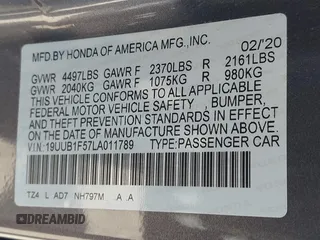 MFD.BY HONDA OF AMERICA MFG.,INC. 02/'20
GVWR 4497LBS GAWR F 2370LBS R 2161LBS
GVWR 2040KG GAWR F 1075KG R 980KG
THIS VEHICLE CONFORMS TO ALL APPLICABLE
FEDERAL MOTOR VEHICLE SAFETY , BUMPER,
AND THEFT PREVENTION STANDARDS IN EFFECT ON
THE DATE OF MANUFACTURE SHOWN ABOVE.
V.I.N:19UUB1F57LA011789 TYPE:PASSENGER CAR
TZ4 L AD7 NH797M .A A
DREAMBID